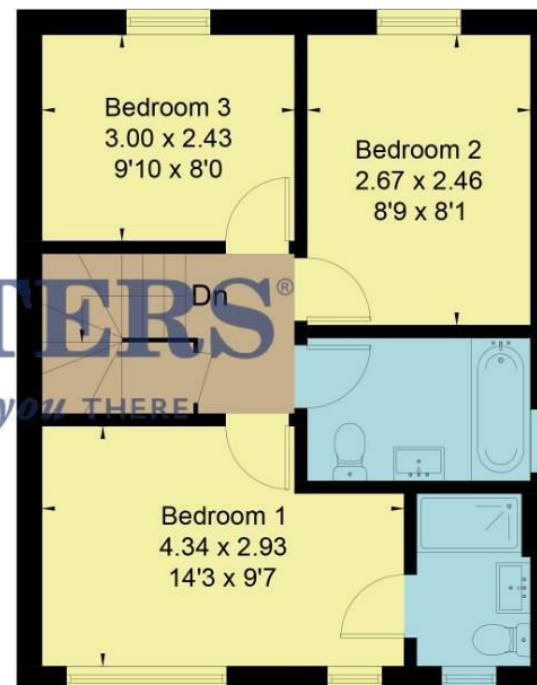 Bedroom 3
3.00 x 2.43
9'10 x 8'0
Bedroom 2
2.67 x 2.46
8'9 x 8'1
Dn
TERS®
you THERE
Bedroom 1
4.34 x 2.93
14'3 x 9'7